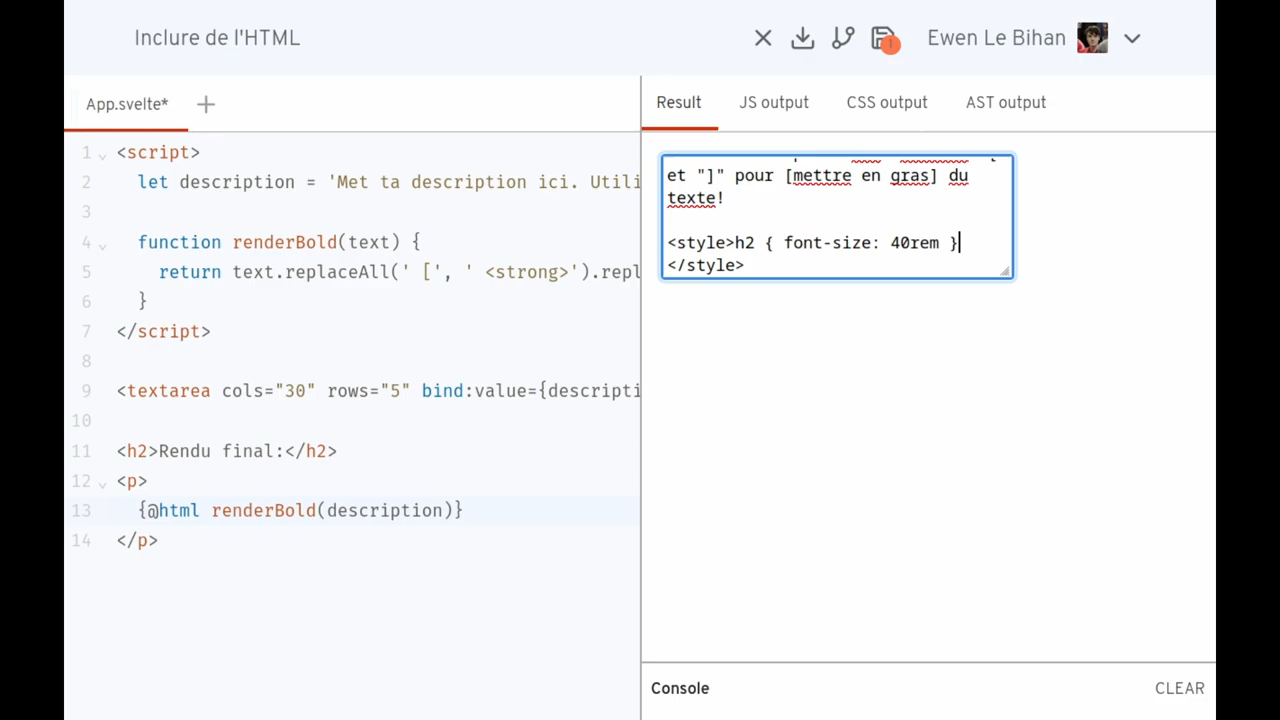 Inclure de l'HTML
Ewen Le Bihan
App.svelte*
Result JS output CSS output AST output
1 <script>
2 let description = 'Met ta description ici. Utili
3
4 function renderBold(text) {
5 return text.replaceAll(' [', ' <strong>').repl
6 }
7 </script>
8
9 <textarea cols="30" rows="5" bind:value={descripti
10
11 <h2>Rendu final:</h2>
12 <p>
13 {@html renderBold(description)}
14 </p>
et "]" pour [mettre en gras] du
texte!
<style>h2 { font-size: 40rem }
</style>
Console CLEAR